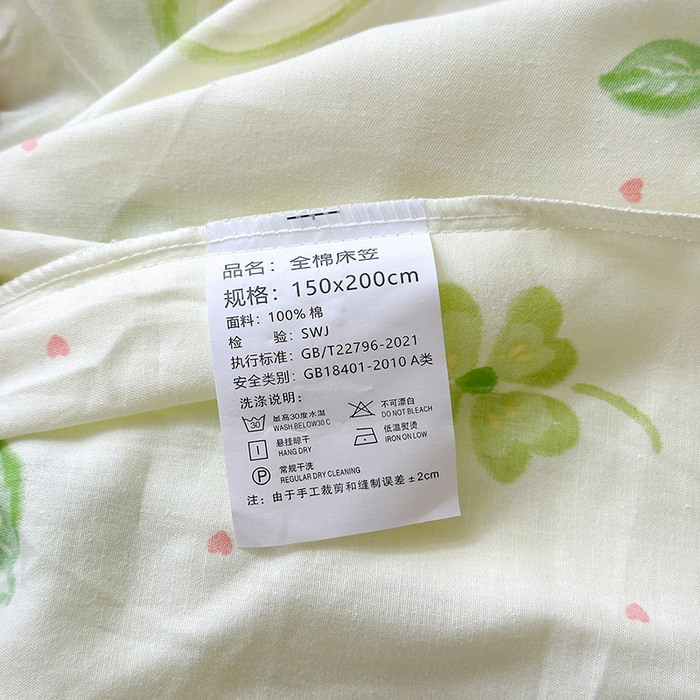 品名：全棉床笠
规格：150x200cm
面料：100% 棉
检 验：SWJ
执行标准：GB/T22796-2021
安全类别：GB18401-2010 A类
洗涤说明：
30 最高30度水温 不可漂白
WASH BELOW30℃ DO NOT BLEACH
悬挂晾干 低温熨烫
HANG DRY IRON ON LOW
P 常规干洗
REGULAR DRY CLEANING
注：由于手工裁剪和缝制误差±2cm